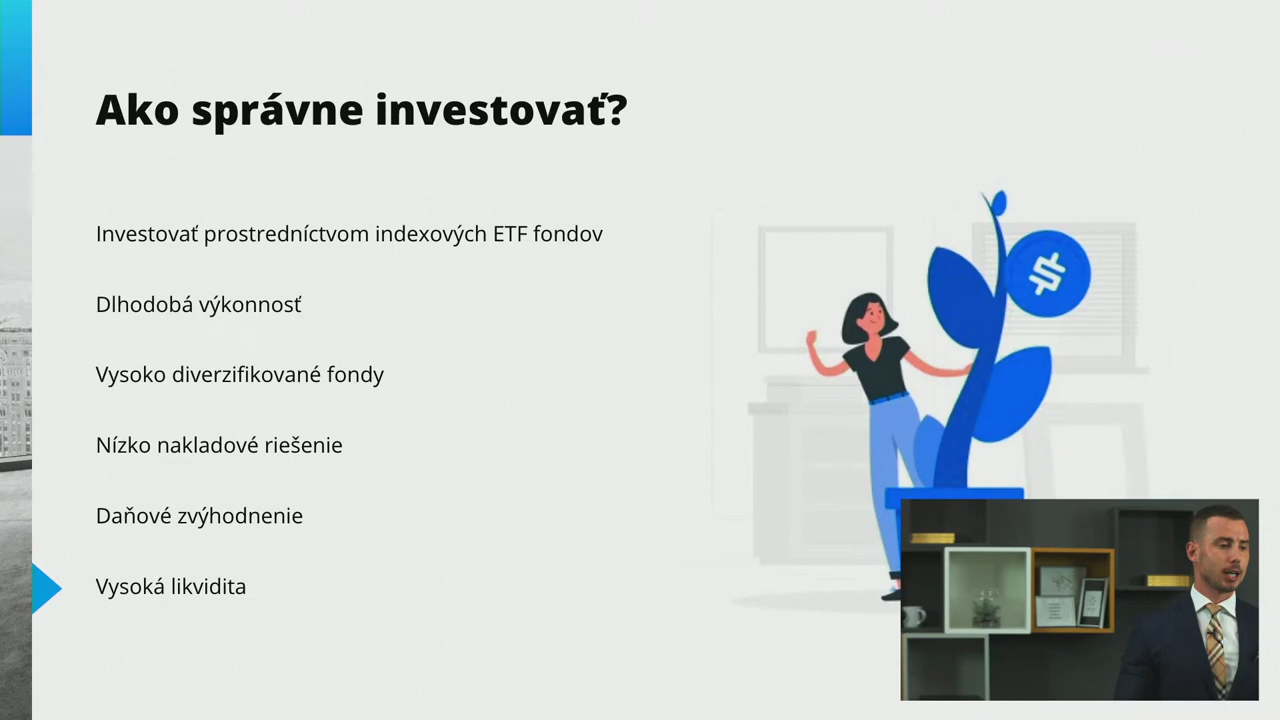 Ako správne investovať?
Investovať prostredníctvom indexových ETF fondov
Dlhodobá výkonnosť
Vysoko diverzifikované fondy
Nízko nakladové riešenie
Daňové zvýhodnenie
Vysoká likvidita